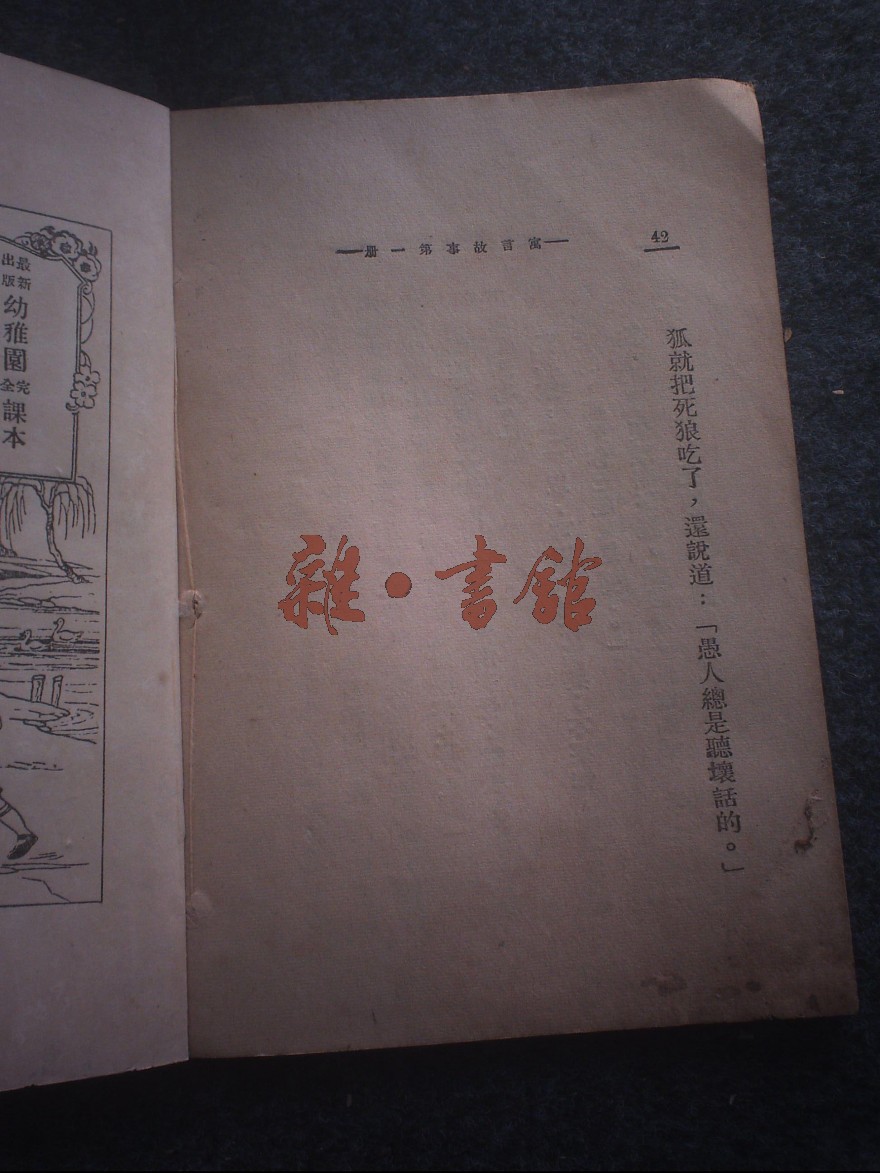 42
寓言故事第一册
狐就把死狼吃了，還說道：「愚人總是聽壞話的。」
最新
出版
幼稚園
完全
課本
雜·書館